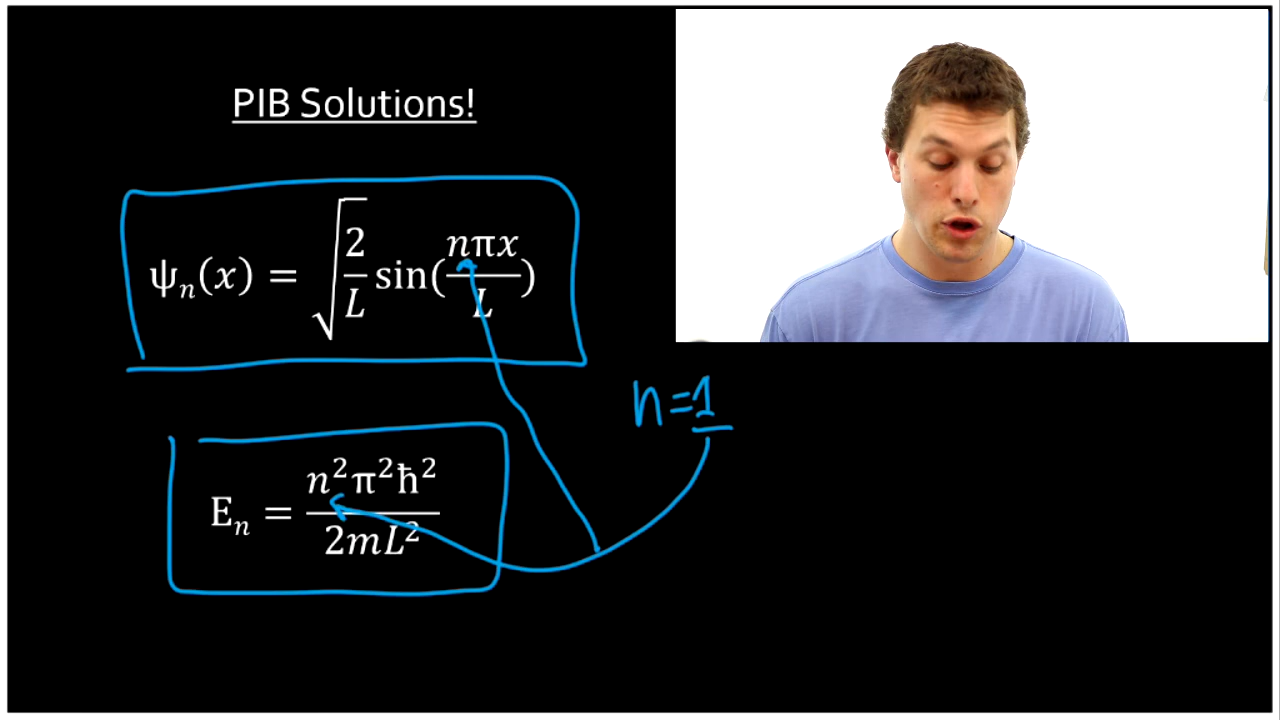 PIB Solutions!
ψₙ(x) = √(2/L) sin(nπx/L)
n=1
Eₙ = n²π²ħ²/2mL²